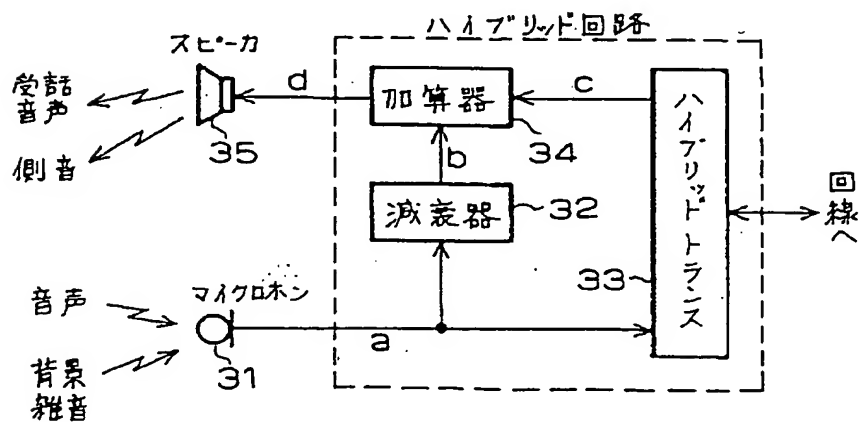 ハイブリッド回路
スピーカ
受話
音声
側音
35
d
加算器
34
c
b
減衰器
32
ハイブリッドトランス
33
回線へ
音声
背景
雑音
マイクロホン
31
a